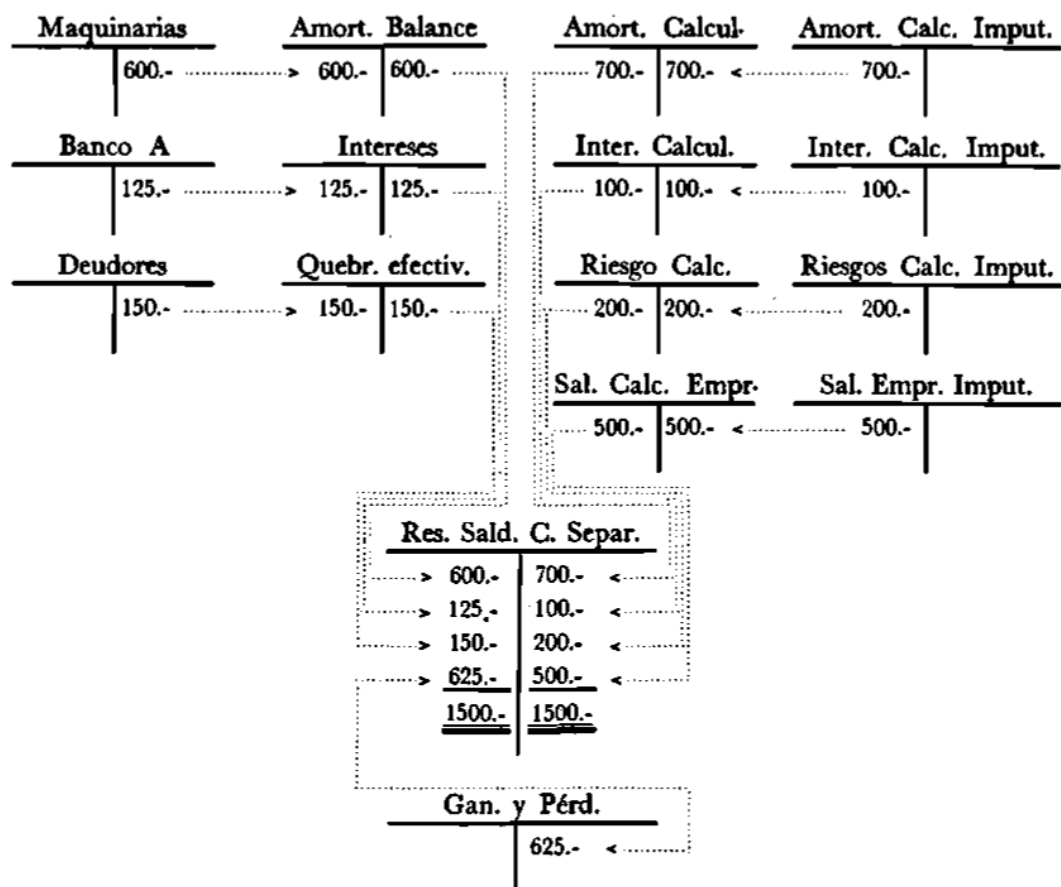 Maquinarias Amort. Balance Amort. Calcul. Amort. Calc. Imput.
600.- 600.- 600.- 700.- 700.- 700.-
Banco A Intereses Inter. Calcul. Inter. Calc. Imput.
125.- 125.- 125.- 100.- 100.- 100.-
Deudores Quebr. efectiv. Riesgo Calc. Riesgos Calc. Imput.
150.- 150.- 150.- 200.- 200.- 200.-
Sal. Calc. Empr. Sal. Empr. Imput.
500.- 500.- 500.-
Res. Sald. C. Separ.
600.- 700.-
125.- 100.-
150.- 200.-
625.- 500.-
1500.- 1500.-
Gan. y Pérd.
625.-